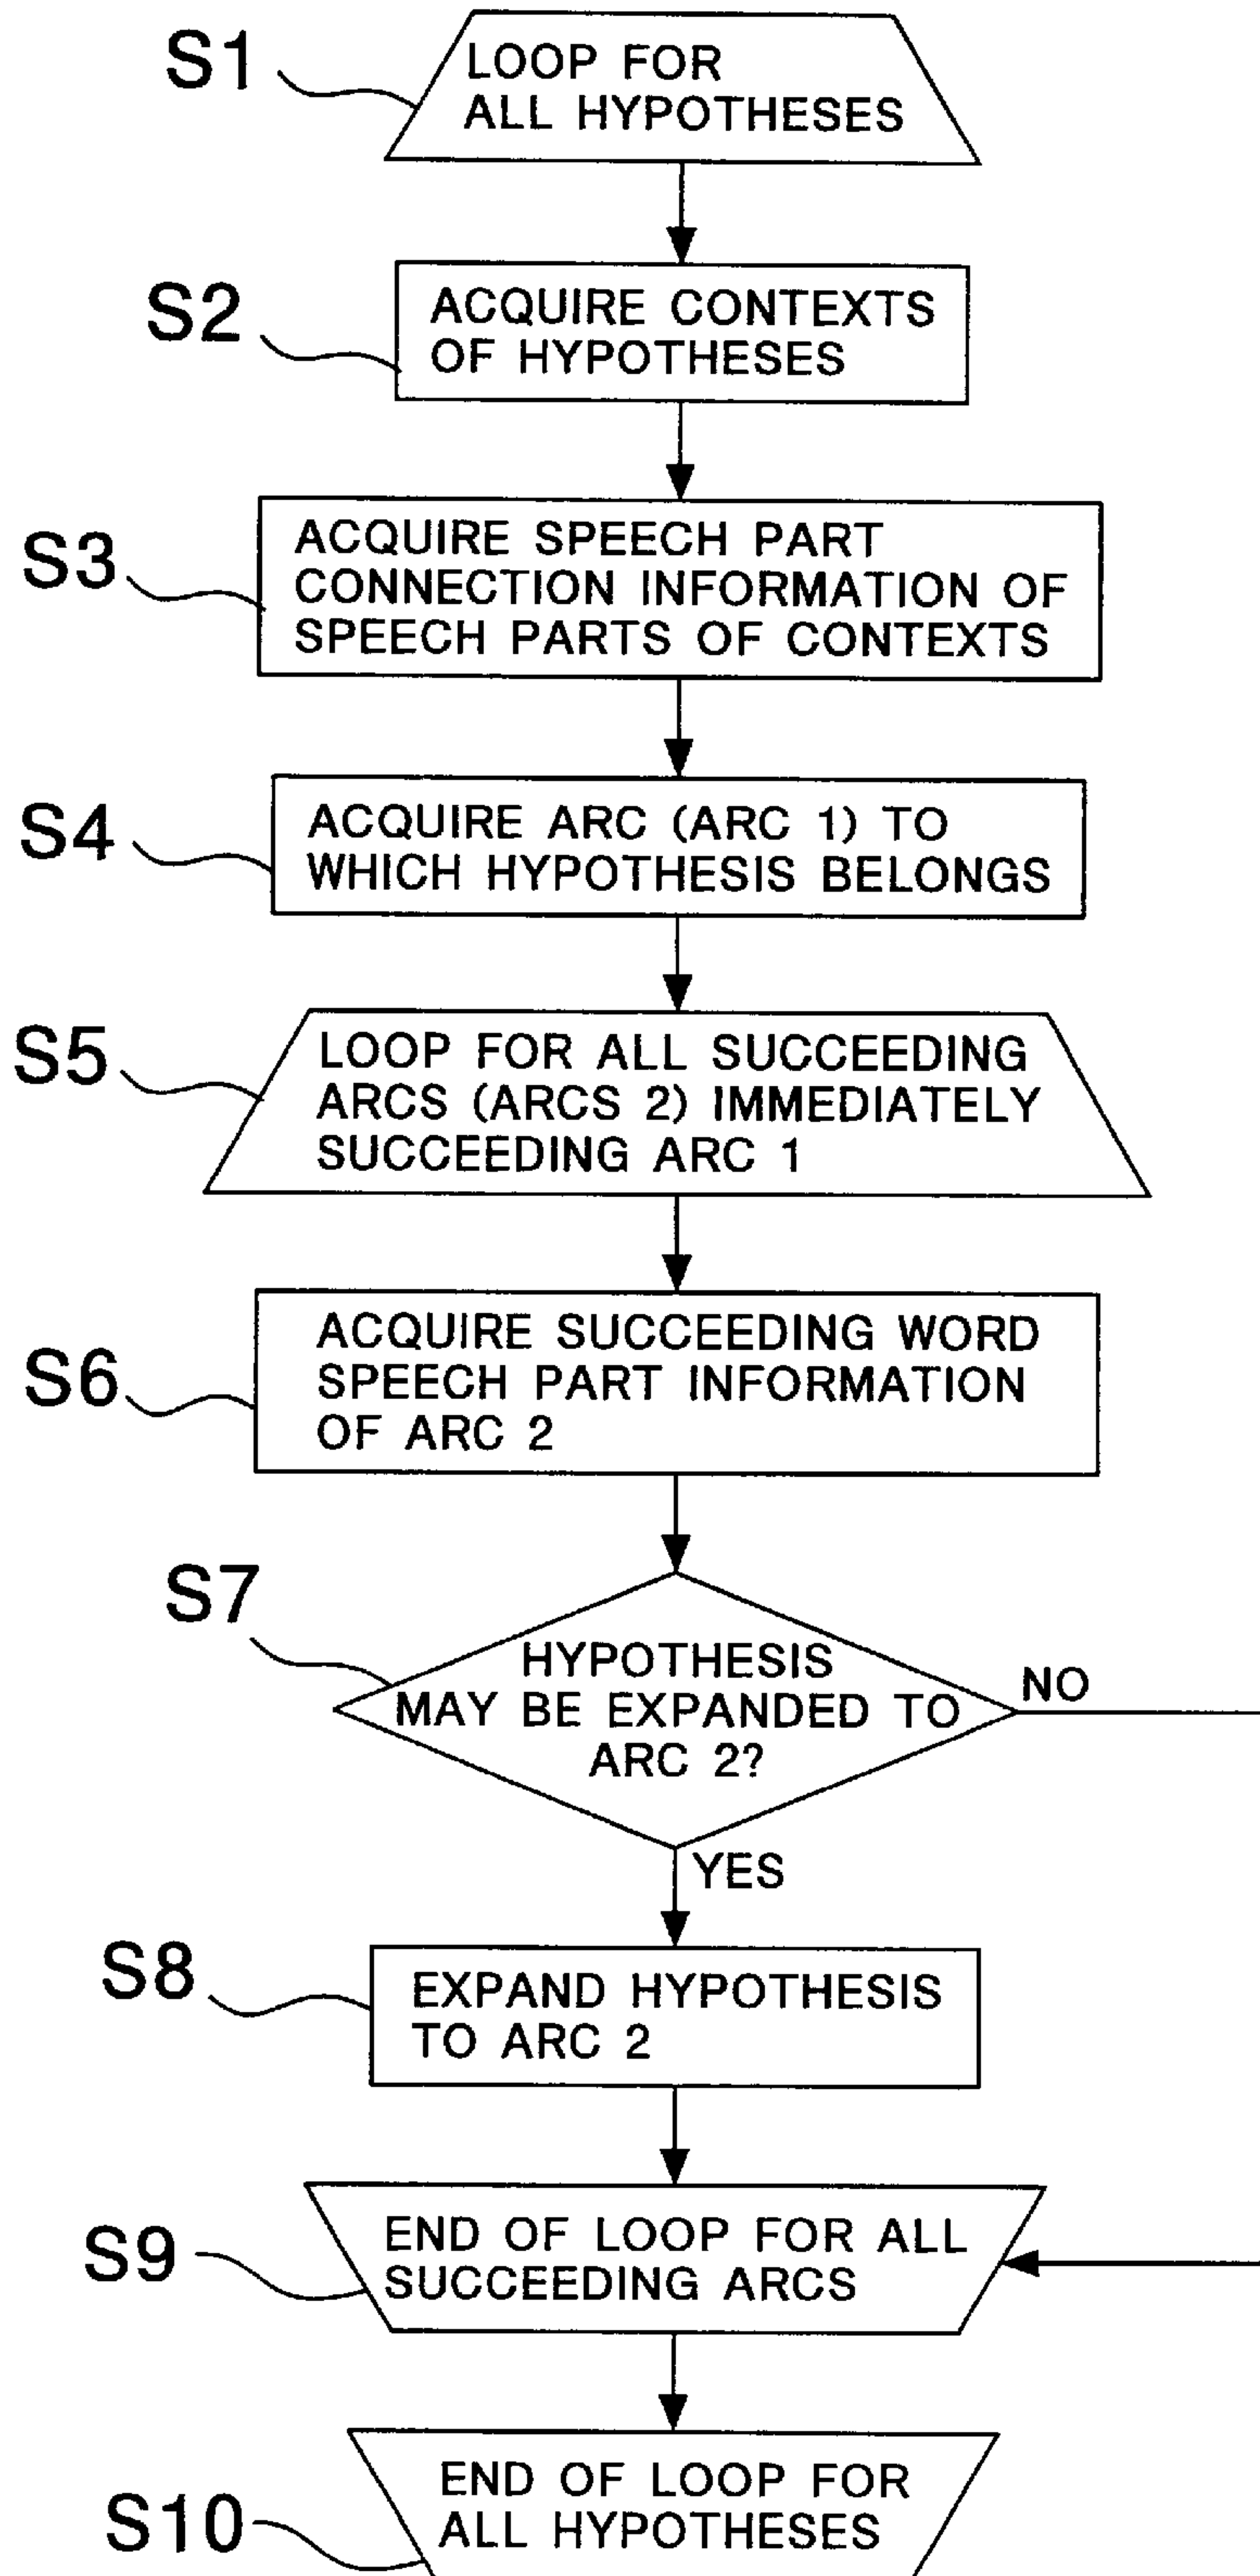 S1
LOOP FOR
ALL HYPOTHESES
S2
ACQUIRE CONTEXTS
OF HYPOTHESES
S3
ACQUIRE SPEECH PART
CONNECTION INFORMATION OF
SPEECH PARTS OF CONTEXTS
S4
ACQUIRE ARC (ARC 1) TO
WHICH HYPOTHESIS BELONGS
S5
LOOP FOR ALL SUCCEEDING
ARCS (ARCS 2) IMMEDIATELY
SUCCEEDING ARC 1
S6
ACQUIRE SUCCEEDING WORD
SPEECH PART INFORMATION
OF ARC 2
S7
HYPOTHESIS
MAY BE EXPANDED TO
ARC 2?
NO
YES
S8
EXPAND HYPOTHESIS
TO ARC 2
S9
END OF LOOP FOR ALL
SUCCEEDING ARCS
S10
END OF LOOP FOR
ALL HYPOTHESES